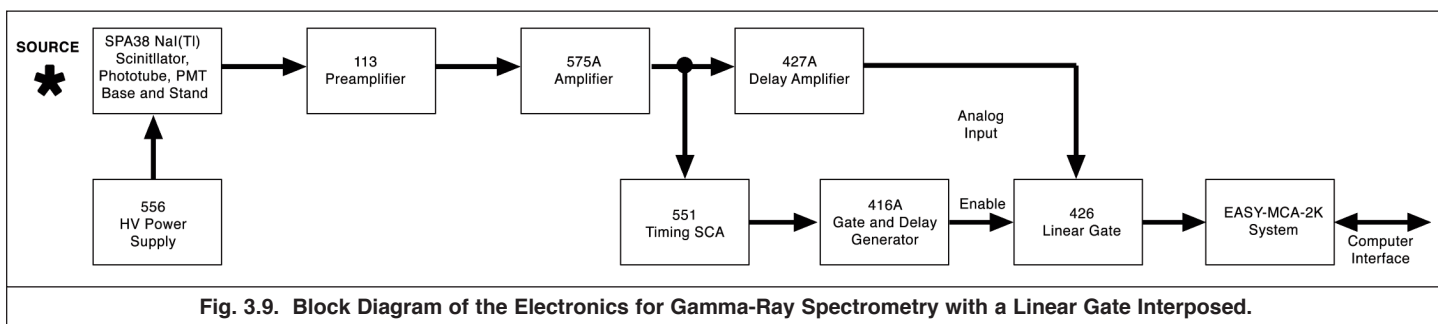 SOURCE
SPA38 NaI(Tl)
Scinitllator,
Phototube, PMT
Base and Stand
113
Preamplifier
575A
Amplifier
427A
Delay Amplifier
Analog
Input
556
HV Power
Supply
551
Timing SCA
416A
Gate and Delay
Generator
Enable
426
Linear Gate
EASY-MCA-2K
System
Computer
Interface
Fig. 3.9. Block Diagram of the Electronics for Gamma-Ray Spectrometry with a Linear Gate Interposed.